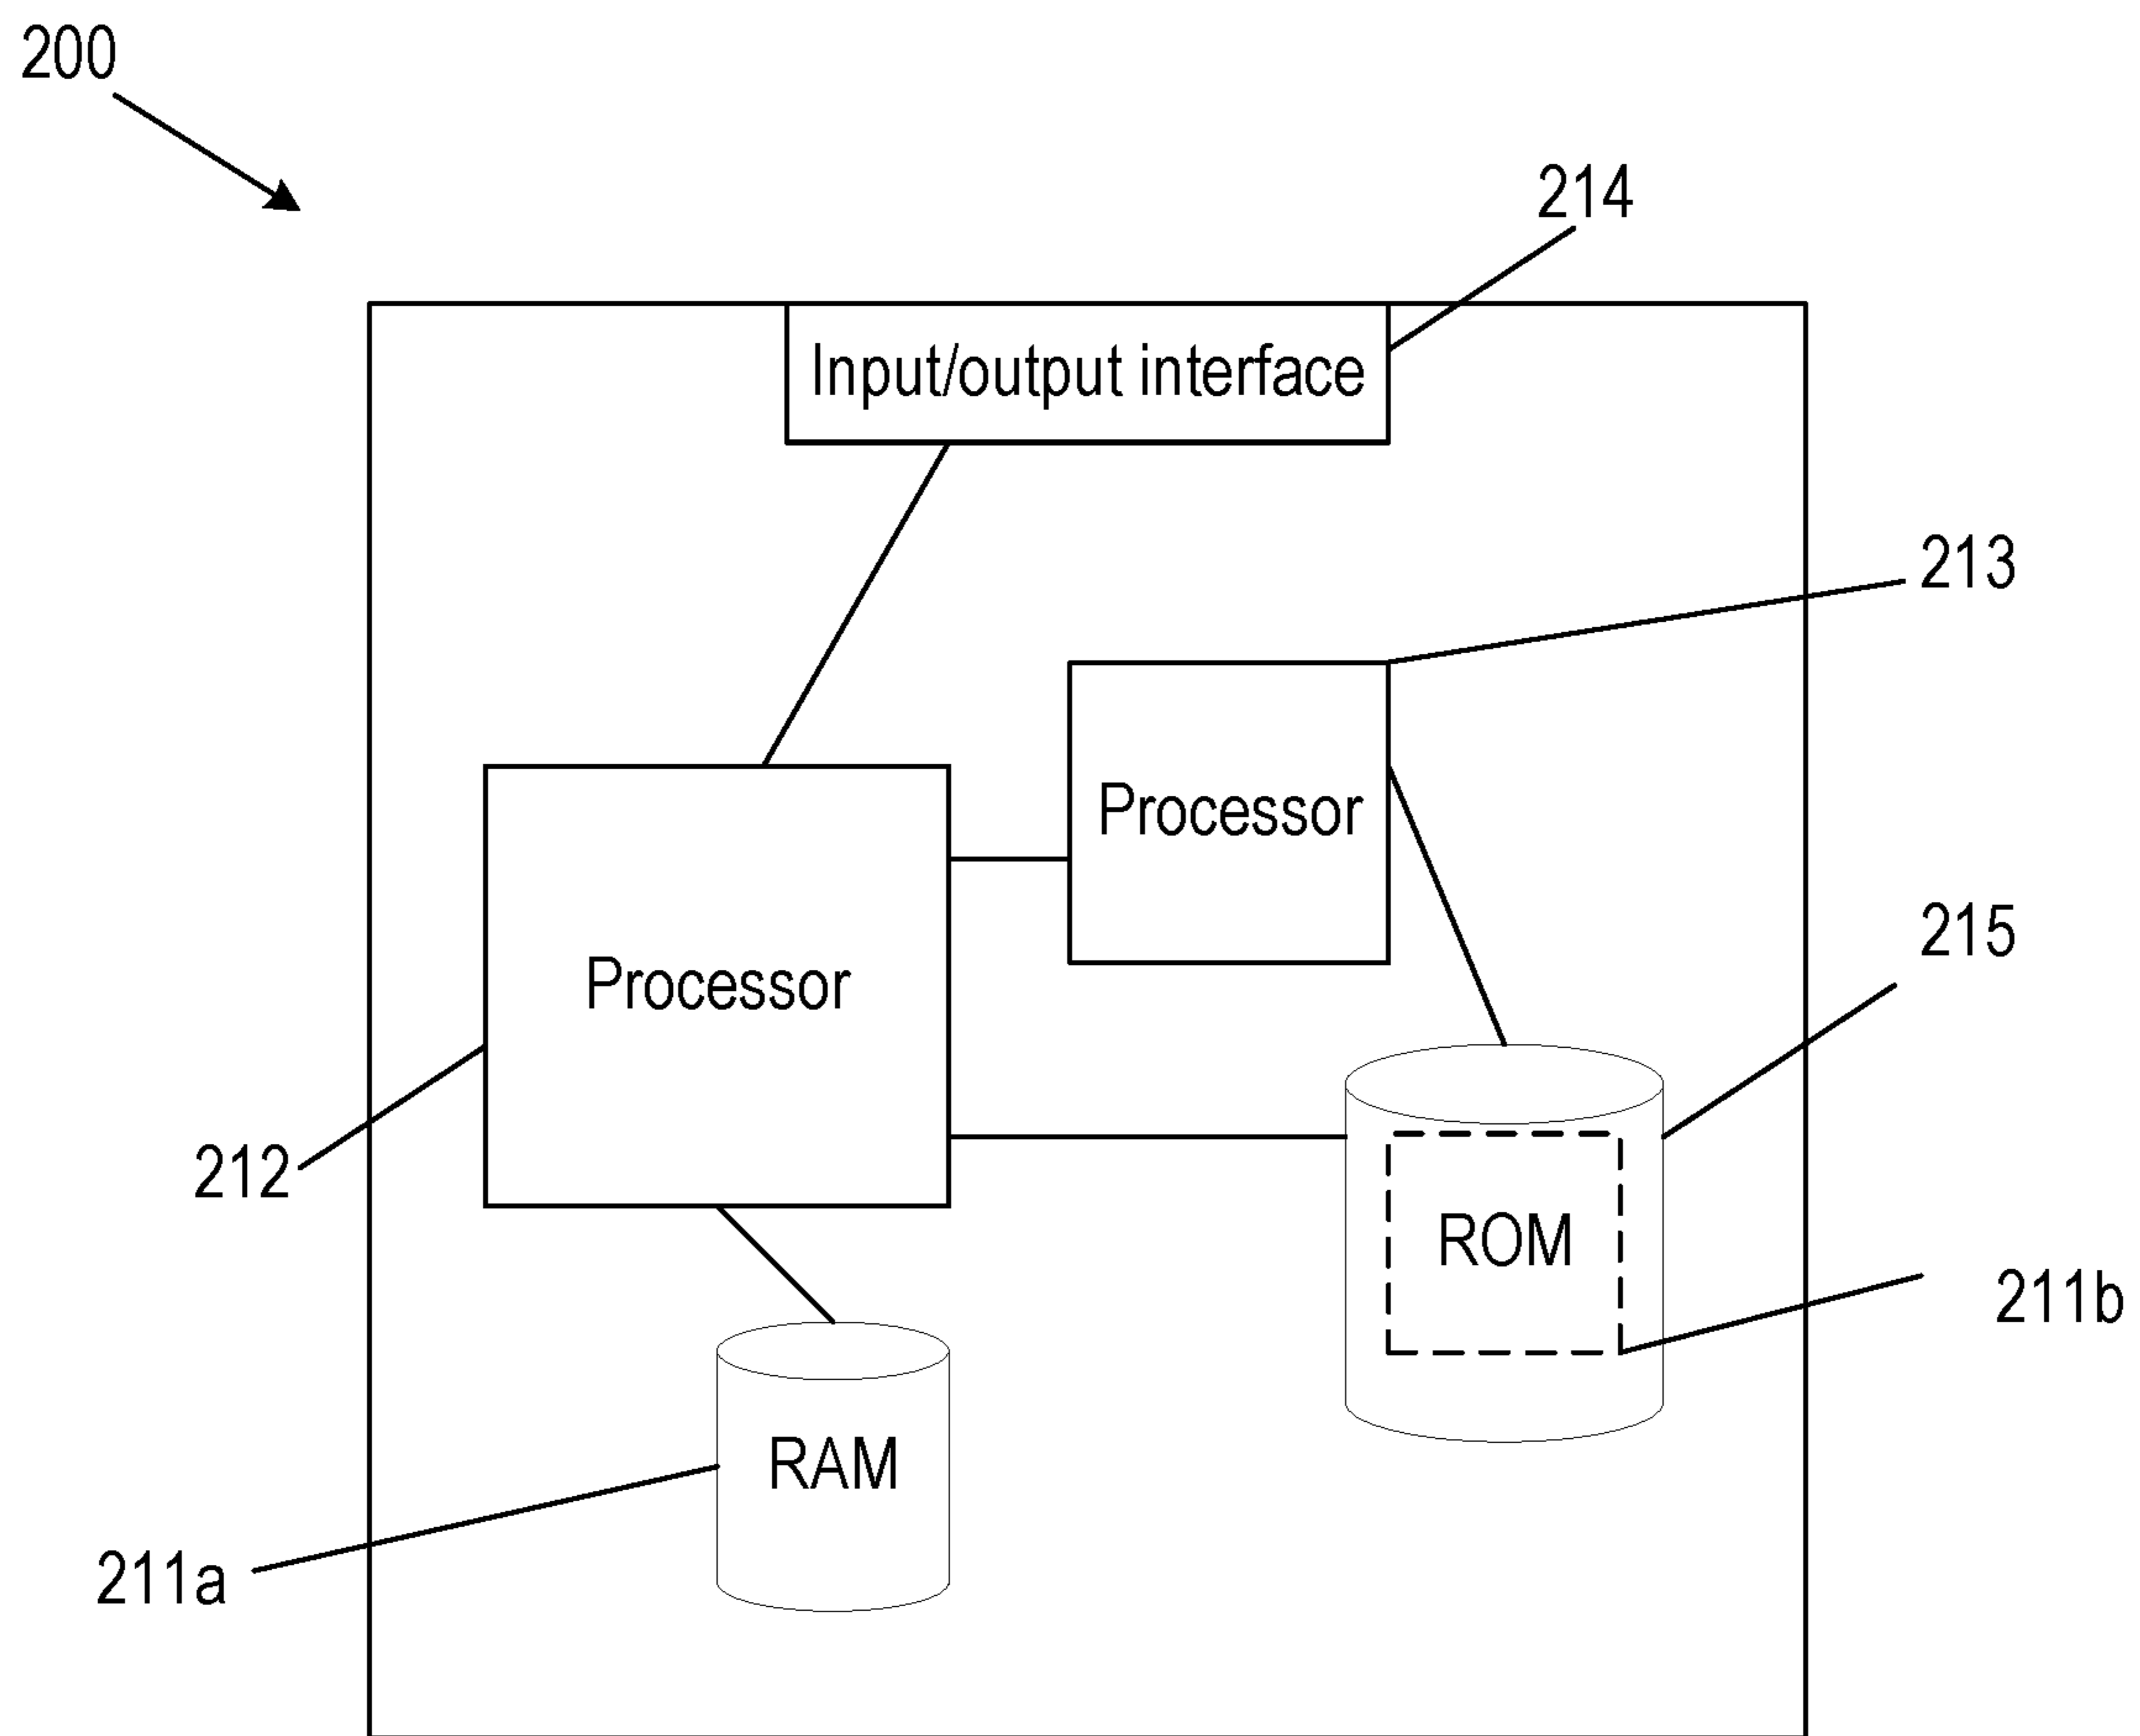 200
214
Input/output interface
213
Processor
215
Processor
212
ROM
211b
RAM
211a